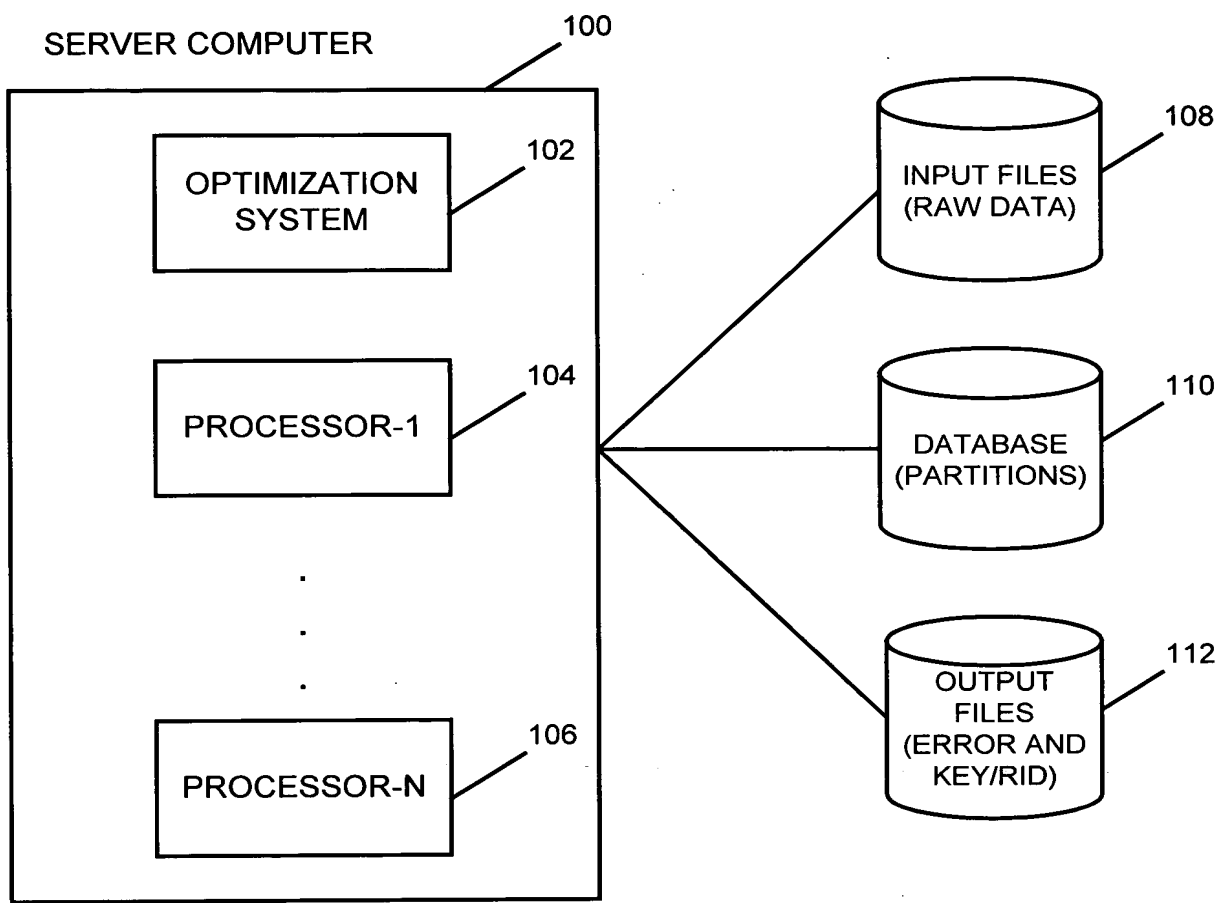 SERVER COMPUTER
100
OPTIMIZATION
SYSTEM
102
PROCESSOR-1
104
.
.
.
PROCESSOR-N
106
INPUT FILES
(RAW DATA)
108
DATABASE
(PARTITIONS)
110
OUTPUT
FILES
(ERROR AND
KEY/RID)
112